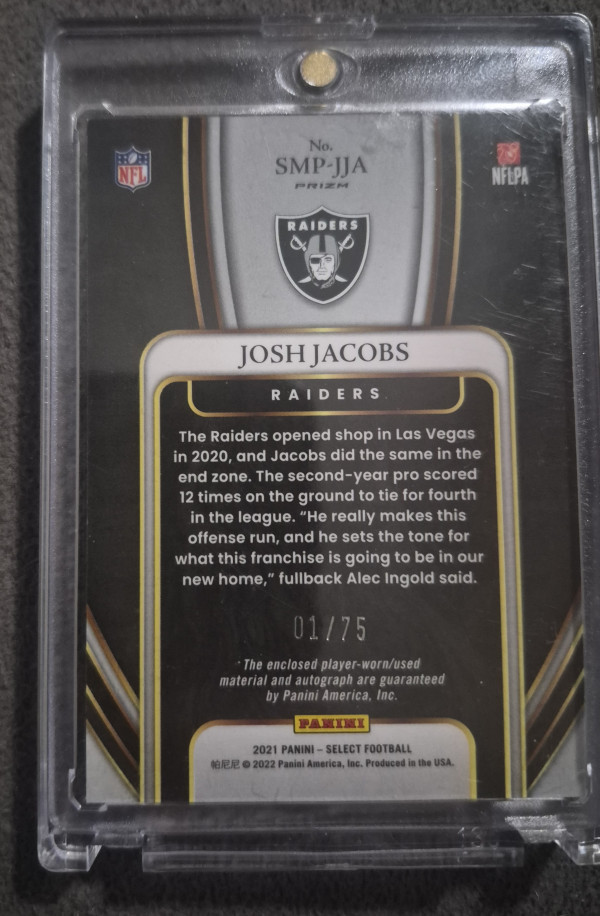 No.
SMP-JJA
PRIZM
NFL
NFLPA
RAIDERS
JOSH JACOBS
RAIDERS
The Raiders opened shop in Las Vegas
in 2020, and Jacobs did the same in the
end zone. The second-year pro scored
12 times on the ground to tie for fourth
in the league. “He really makes this
offense run, and he sets the tone for
what this franchise is going to be in our
new home,” fullback Alec Ingold said.
01/75
The enclosed player-worn/used
material and autograph are guaranteed
by Panini America, Inc.
PANINI
2021 PANINI – SELECT FOOTBALL
帕尼尼 © 2022 Panini America, Inc. Produced in the USA.